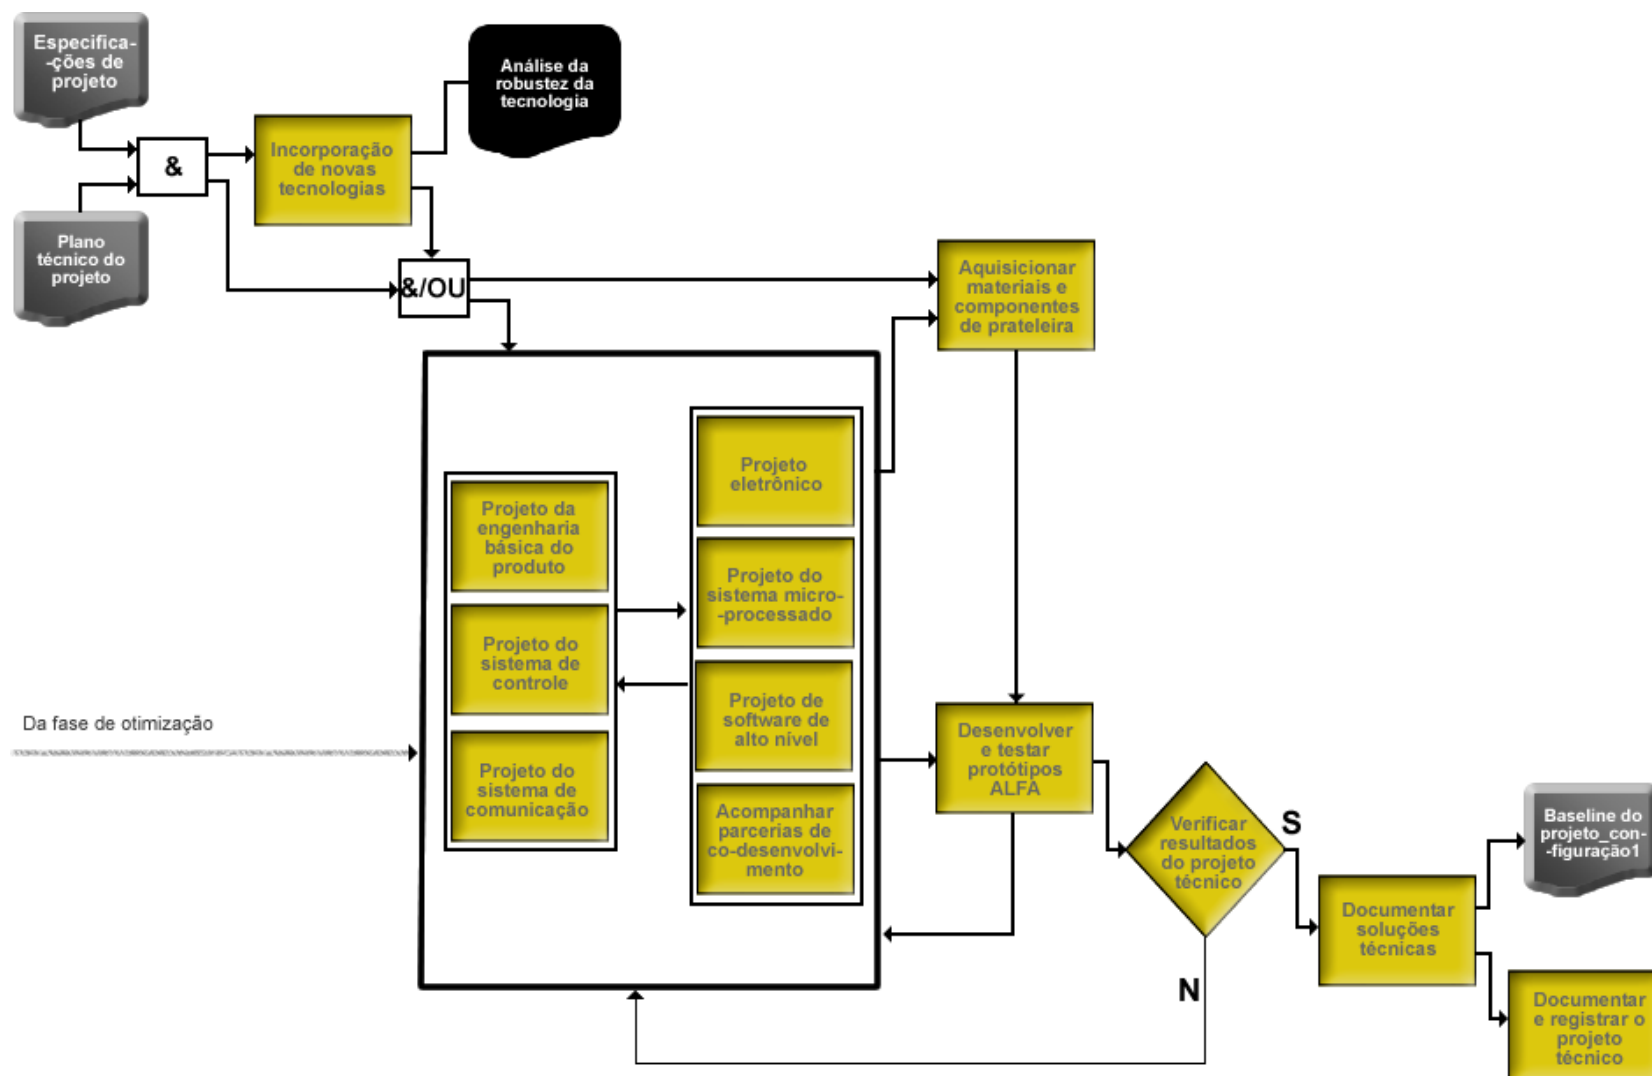 Especifica-
-ções de
projeto
Análise da
robustez da
tecnologia
&
Incorporação
de novas
tecnologias
Plano
técnico do
projeto
&/OU
Aquisicionar
materiais e
componentes
de prateleira
Projeto
eletrônico
Projeto da
engenharia
básica do
produto
Projeto do
sistema micro-
-processado
Projeto do
sistema de
controle
Projeto de
software de
alto nível
Da fase de otimização
Projeto do
sistema de
comunicação
Acompanhar
parcerias de
co-desenvolvi-
mento
Desenvolver
e testar
protótipos
ALFA
Verificar
resultados
do projeto
técnico
S
N
Baseline do
projeto_con-
-figuração1
Documentar
soluções
técnicas
Documentar
e registrar o
projeto
técnico